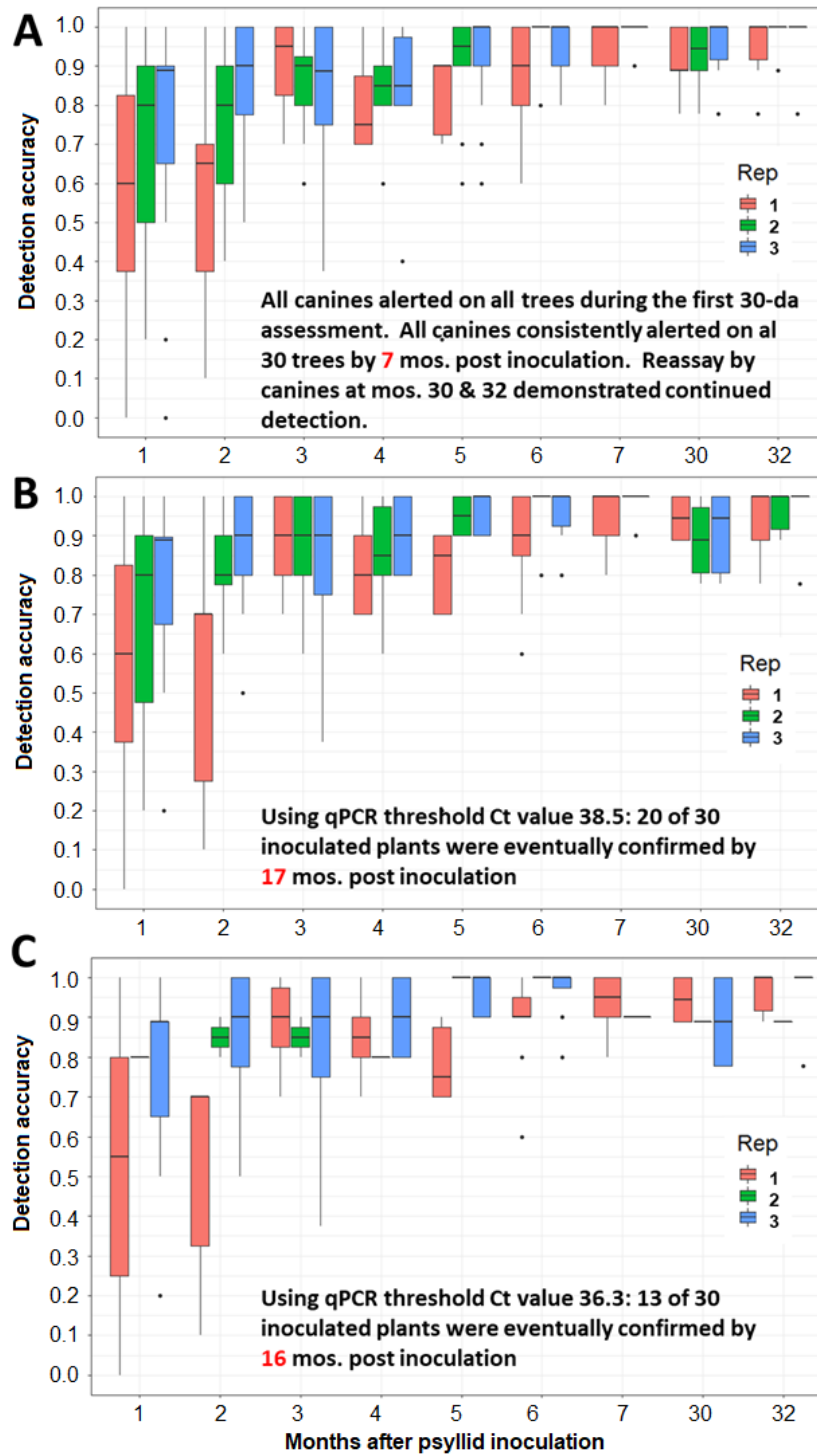 A
Detection accuracy
1.0
0.9
0.8
0.7
0.6
0.5
0.4
0.3
0.2
0.1
0.0
Rep
1
2
3
All canines alerted on all trees during the first 30-da
assessment. All canines consistently alerted on al
30 trees by 7 mos. post inoculation. Reassay by
canines at mos. 30 & 32 demonstrated continued
detection.
1 2 3 4 5 6 7 30 32
B
Detection accuracy
1.0
0.9
0.8
0.7
0.6
0.5
0.4
0.3
0.2
0.1
0.0
Rep
1
2
3
Using qPCR threshold Ct value 38.5: 20 of 30
inoculated plants were eventually confirmed by
17 mos. post inoculation
1 2 3 4 5 6 7 30 32
C
Detection accuracy
1.0
0.9
0.8
0.7
0.6
0.5
0.4
0.3
0.2
0.1
0.0
Rep
1
2
3
Using qPCR threshold Ct value 36.3: 13 of 30
inoculated plants were eventually confirmed by
16 mos. post inoculation
1 2 3 4 5 6 7 30 32
Months after psyllid inoculation